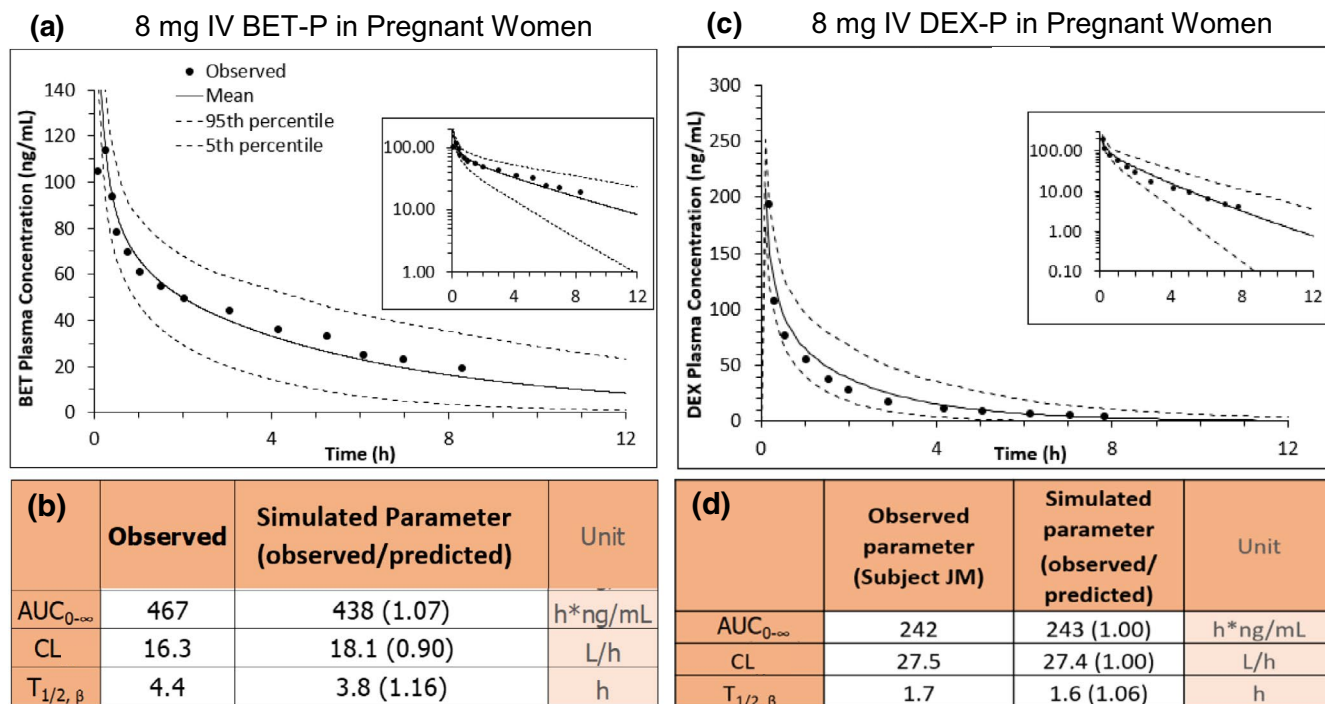 (a) 8 mg IV BET-P in Pregnant Women
Observed
Mean
95th percentile
5th percentile
BET Plasma Concentration (ng/mL)
140
120
100
80
60
40
20
0
0 4 8 12
Time (h)
100.00
10.00
1.00
0 4 8 12
(c) 8 mg IV DEX-P in Pregnant Women
DEX Plasma Concentration (ng/mL)
300
250
200
150
100
50
0
0 4 8 12
Time (h)
100.00
10.00
1.00
0.10
0 4 8 12
(b) Observed Simulated Parameter (observed/predicted) Unit
AUC0-∞ 467 438 (1.07) h*ng/mL
CL 16.3 18.1 (0.90) L/h
T1/2, β 4.4 3.8 (1.16) h
(d) Observed parameter (Subject JM) Simulated parameter (observed/predicted) Unit
AUC0-∞ 242 243 (1.00) h*ng/mL
CL 27.5 27.4 (1.00) L/h
T1/2, β 1.7 1.6 (1.06) h